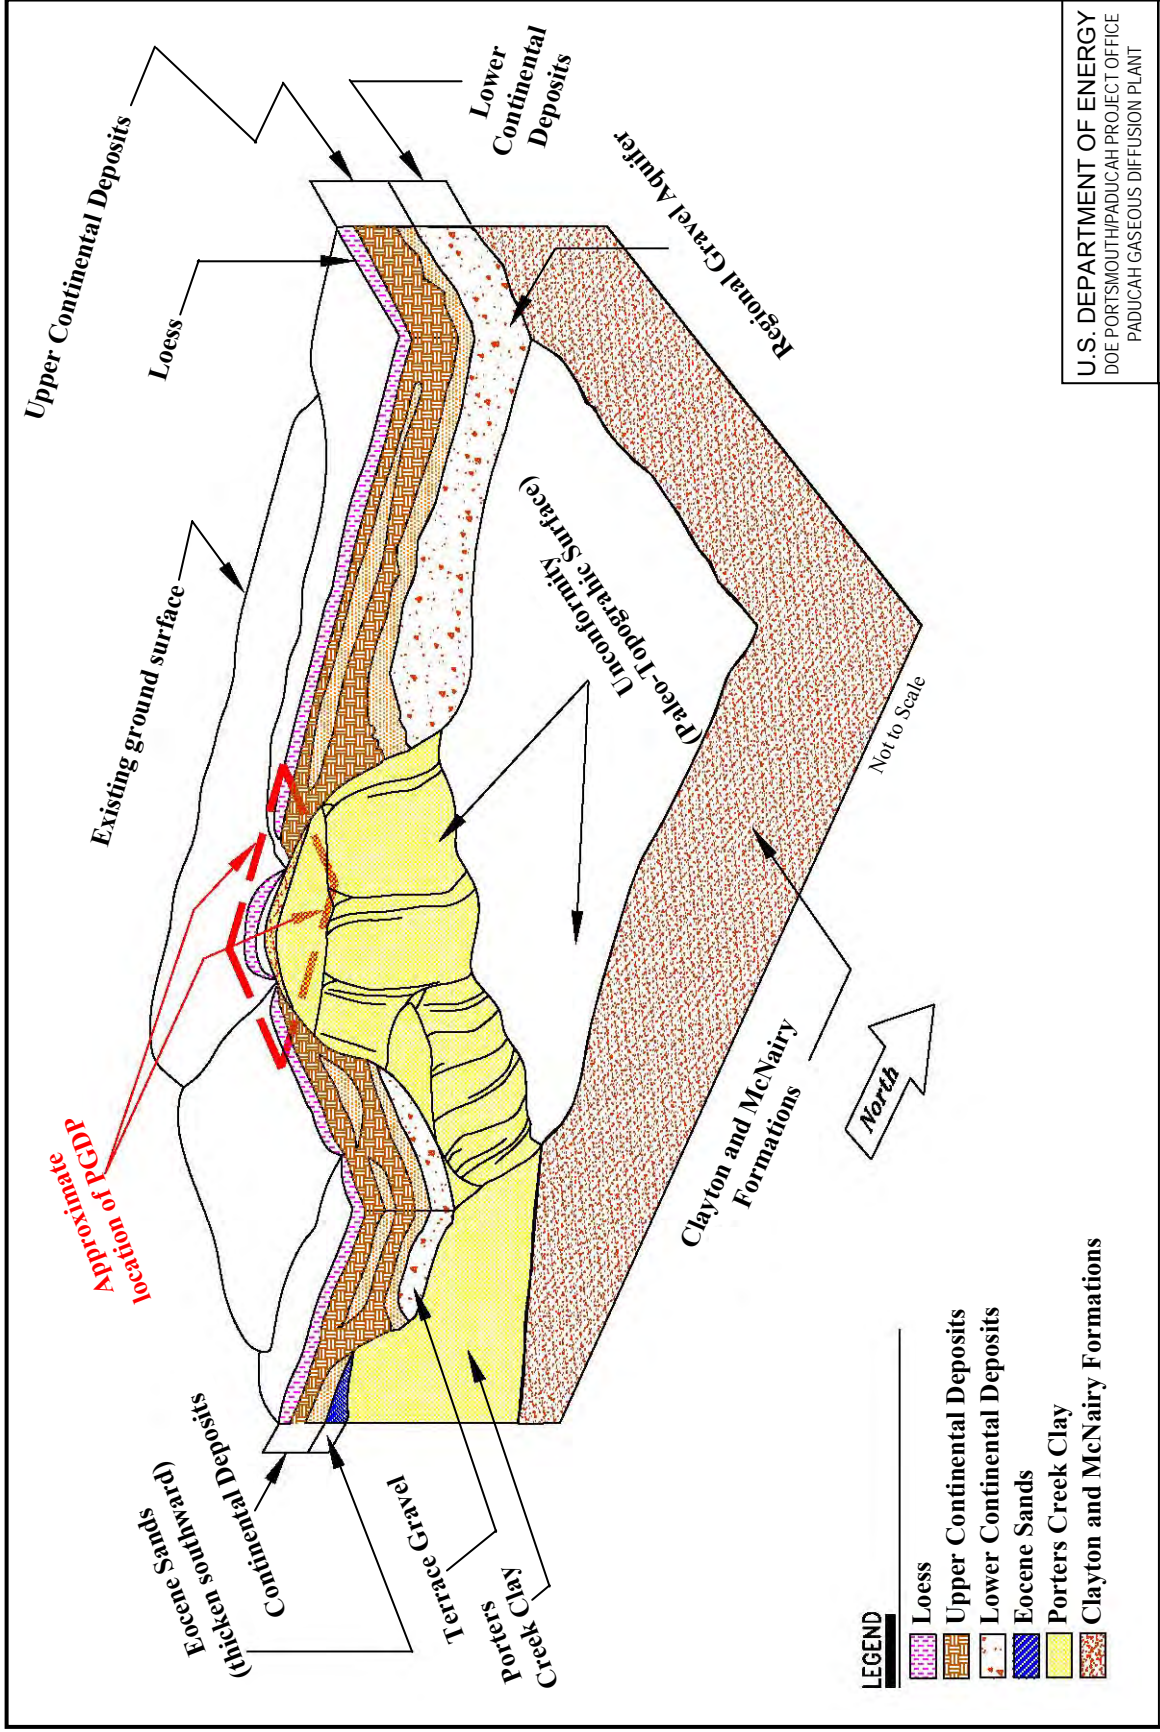 Upper Continental Deposits
Loess
Existing ground surface
Approximate
location of PGDP
Lower
Continental
Deposits
Regional Gravel Aquifer
Unconformity
(Paleo-Topograhic Surface)
Eocene Sands
(thicken southward)
Continental Deposits
Terrace Gravel
Porters
Creek Clay
Clayton and McNairy
Formations
North
Not to Scale
LEGEND
Loess
Upper Continental Deposits
Lower Continental Deposits
Eocene Sands
Porters Creek Clay
Clayton and McNairy Formations
U.S. DEPARTMENT OF ENERGY
DOE PORTSMOUTH/PADUCAH PROJECT OFFICE
PADUCAH GASEOUS DIFFUSION PLANT